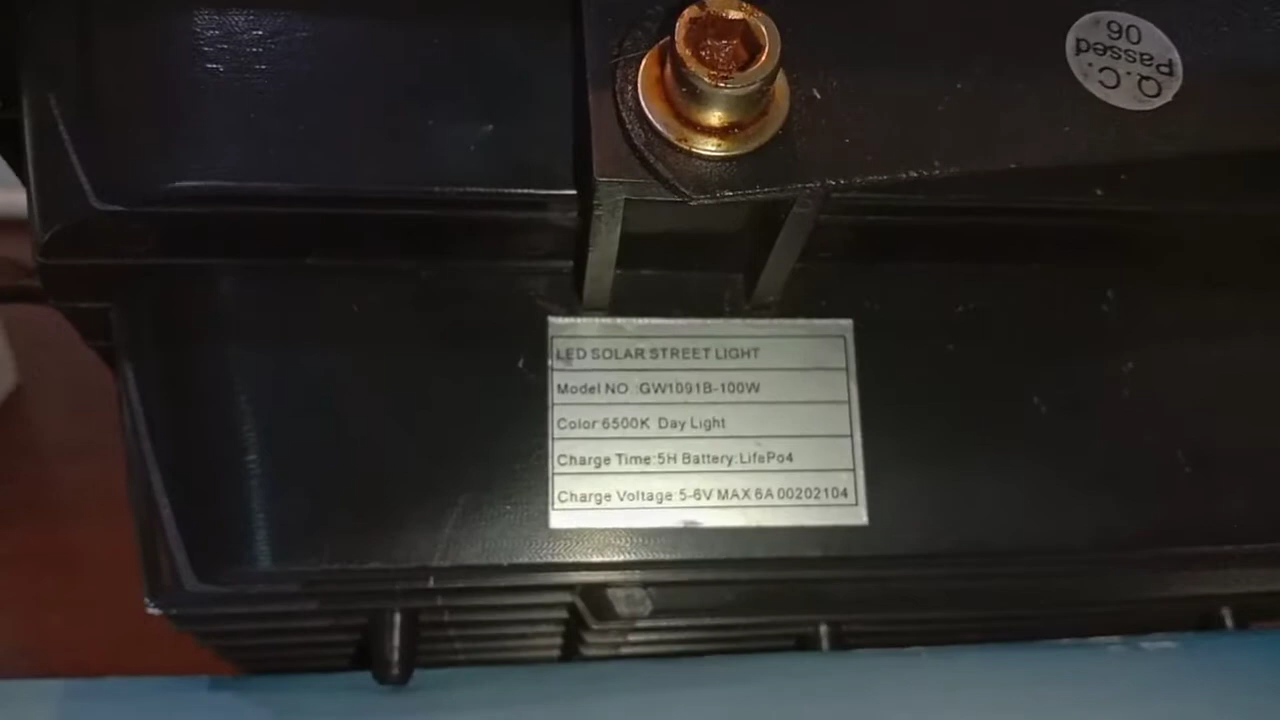 Q.C.
Passed
06
LED SOLAR STREET LIGHT
Model NO.:GW1091B-100W
Color:6500K Day Light
Charge Time:5H Battery:LifePo4
Charge Voltage:5-6V MAX 6A 00202104